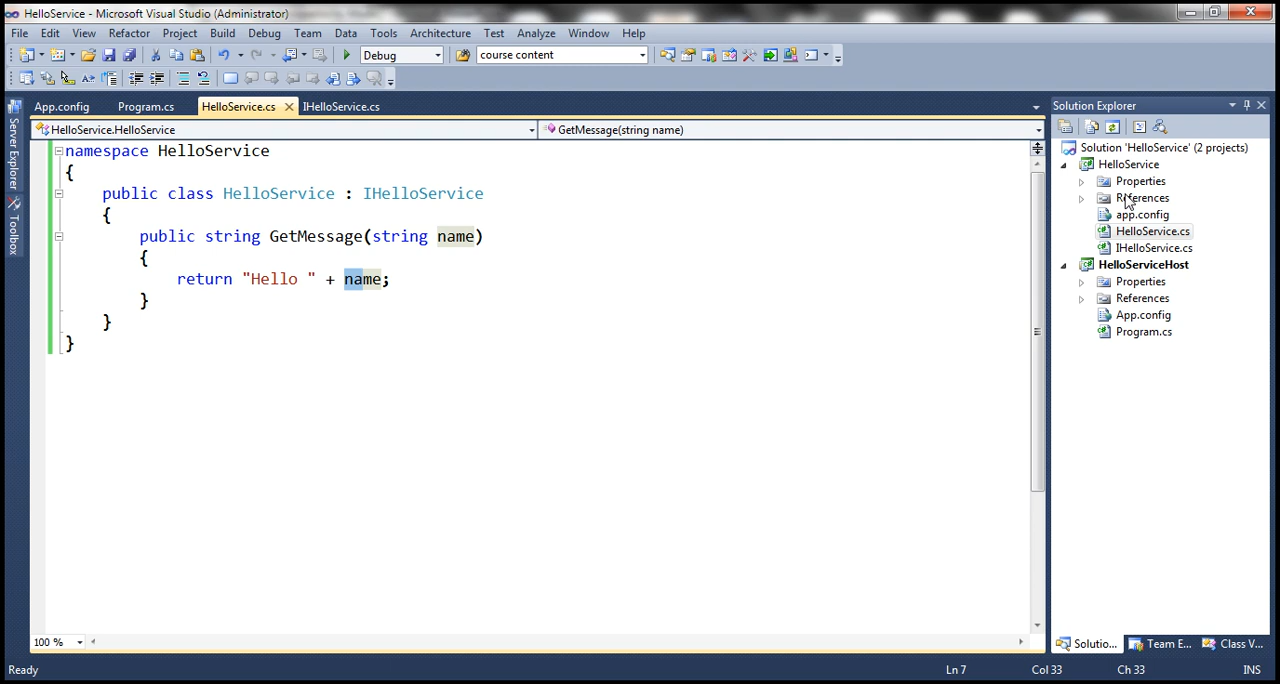 HelloService - Microsoft Visual Studio (Administrator)
File Edit View Refactor Project Build Debug Team Data Tools Architecture Test Analyze Window Help
Debug course content
App.config Program.cs HelloService.cs IHelloService.cs
Solution Explorer
HelloService.HelloService GetMessage(string name)
Server Explorer
Toolbox
namespace HelloService
{
public class HelloService : IHelloService
{
public string GetMessage(string name)
{
return "Hello " + name;
}
}
}
Solution 'HelloService' (2 projects)
HelloService
Properties
References
app.config
HelloService.cs
IHelloService.cs
HelloServiceHost
Properties
References
App.config
Program.cs
100 %
Solutio... Team E... Class V...
Ready Ln 7 Col 33 Ch 33 INS